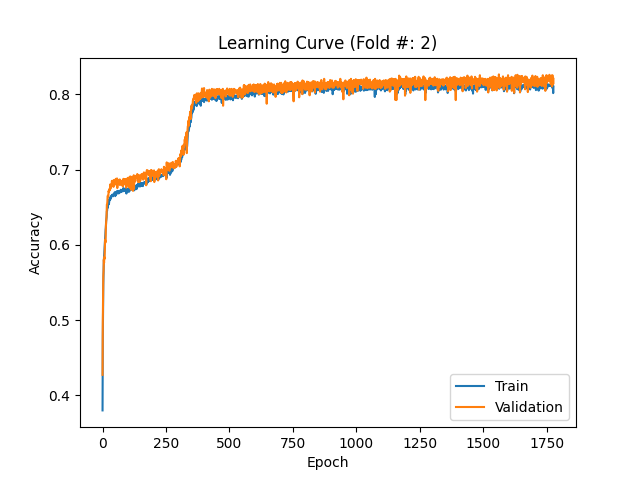 Learning Curve (Fold #: 2)
Accuracy
0.8
0.7
0.6
0.5
0.4
0 250 500 750 1000 1250 1500 1750
Epoch
Train
Validation